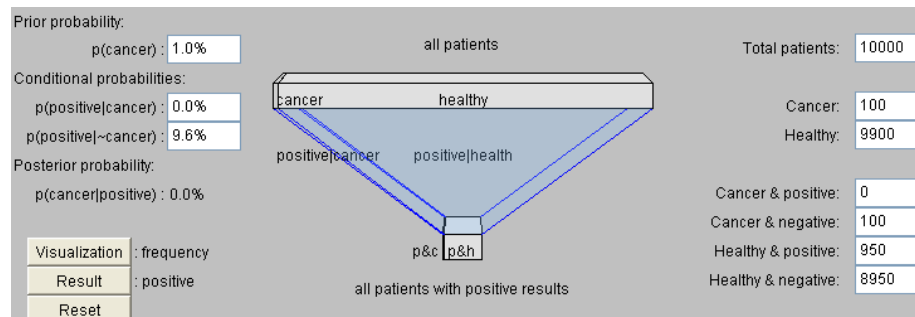 Prior probability:
p(cancer) : 1.0%
Conditional probabilities:
p(positive|cancer) : 0.0%
p(positive|~cancer) : 9.6%
Posterior probability:
p(cancer|positive) : 0.0%
Visualization : frequency
Result : positive
Reset
all patients
cancer healthy
positive|cancer positive|health
p&c p&h
all patients with positive results
Total patients: 10000
Cancer: 100
Healthy: 9900
Cancer & positive: 0
Cancer & negative: 100
Healthy & positive: 950
Healthy & negative: 8950